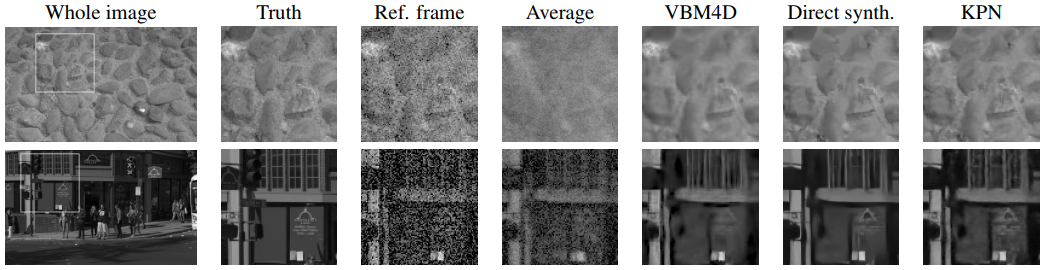 Whole image Truth Ref. frame Average VBM4D Direct synth. KPN